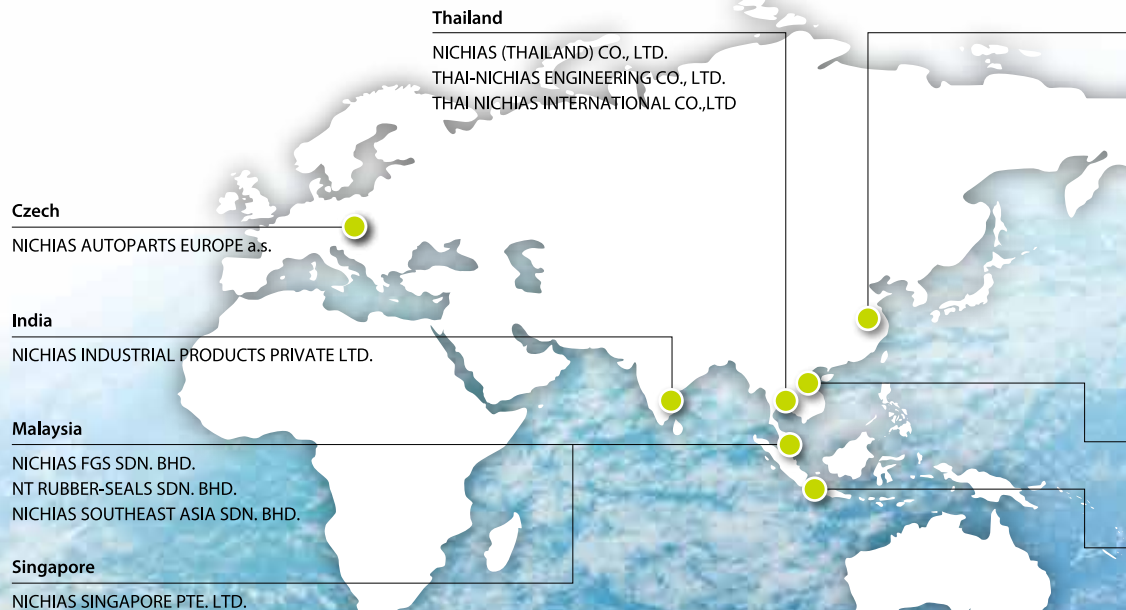 Thailand
NICHIAS (THAILAND) CO., LTD.
THAI-NICHIAS ENGINEERING CO., LTD.
THAI NICHIAS INTERNATIONAL CO.,LTD
Czech
NICHIAS AUTOPARTS EUROPE a.s.
India
NICHIAS INDUSTRIAL PRODUCTS PRIVATE LTD.
Malaysia
NICHIAS FGS SDN. BHD.
NT RUBBER-SEALS SDN. BHD.
NICHIAS SOUTHEAST ASIA SDN. BHD.
Singapore
NICHIAS SINGAPORE PTE. LTD.